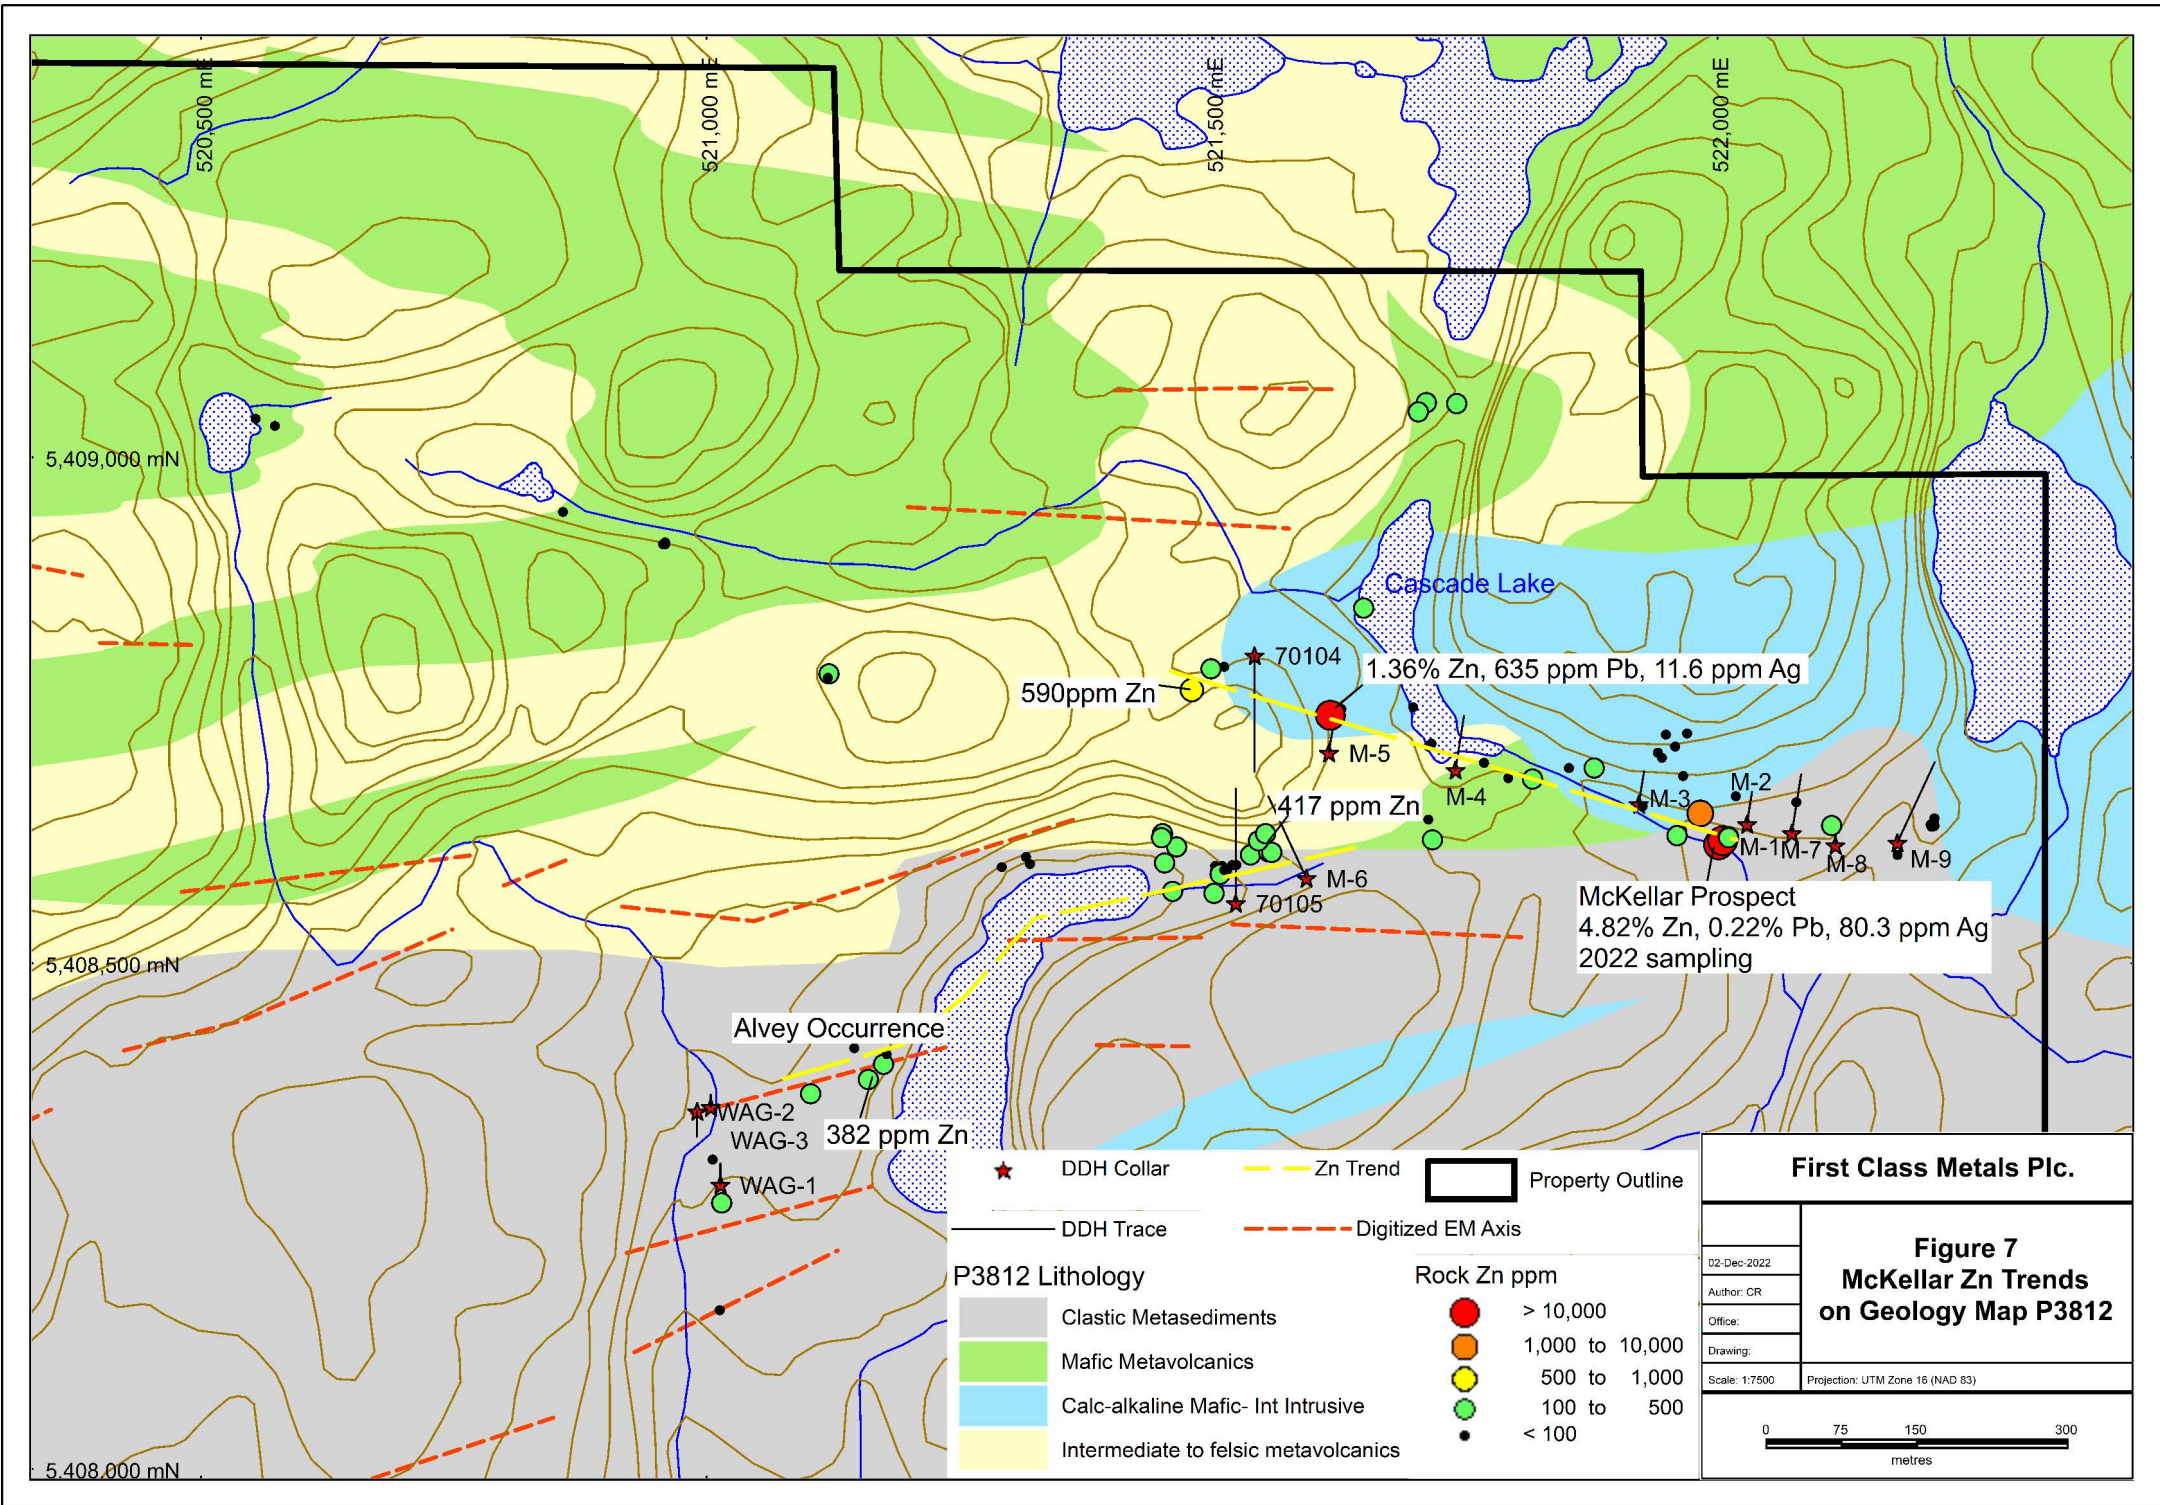 520,500 mE
521,000 mE
521,500 mE
522,000 mE
5,409,000 mN
Cascade Lake
70104
1.36% Zn, 635 ppm Pb, 11.6 ppm Ag
590ppm Zn
M-5
M-4
M-3
M-2
417 ppm Zn
M-1
M-7
M-8
M-9
M-6
70105
McKellar Prospect
4.82% Zn, 0.22% Pb, 80.3 ppm Ag
2022 sampling
5,408,500 mN
Alvey Occurrence
WAG-2
WAG-3
382 ppm Zn
WAG-1
5,408,000 mN
DDH Collar
Zn Trend
Property Outline
DDH Trace
Digitized EM Axis
P3812 Lithology
Clastic Metasediments
Mafic Metavolcanics
Calc-alkaline Mafic- Int Intrusive
Intermediate to felsic metavolcanics
Rock Zn ppm
> 10,000
1,000 to 10,000
500 to 1,000
100 to 500
< 100
First Class Metals Plc.
02-Dec-2022
Author: CR
Office:
Drawing:
Scale: 1:7500
Figure 7
McKellar Zn Trends
on Geology Map P3812
Projection: UTM Zone 16 (NAD 83)
0 75 150 300
metres